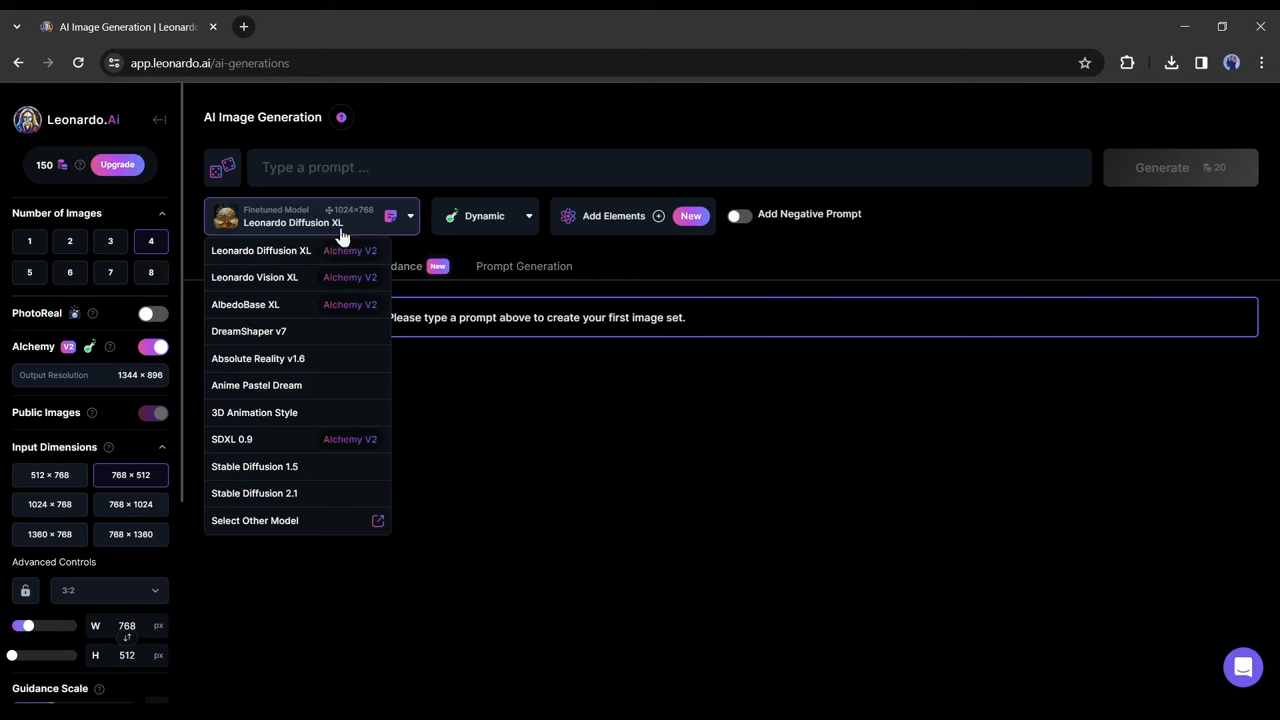 AI Image Generation | Leonardo
app.leonardo.ai/ai-generations
Leonardo.Ai
150 Upgrade
Number of Images
1 2 3 4
5 6 7 8
PhotoReal
Alchemy V2
Output Resolution 1344 × 896
Public Images
Input Dimensions
512 × 768 768 × 512
1024 × 768 768 × 1024
1360 × 768 768 × 1360
Advanced Controls
3:2
W 768 px
H 512 px
Guidance Scale
AI Image Generation ?
Type a prompt ...
Generate 20
Finetuned Model 1024×768
Leonardo Diffusion XL
Dynamic
Add Elements New
Add Negative Prompt
Leonardo Diffusion XL Alchemy V2
Leonardo Vision XL Alchemy V2
AlbedoBase XL Alchemy V2
DreamShaper v7
Absolute Reality v1.6
Anime Pastel Dream
3D Animation Style
SDXL 0.9 Alchemy V2
Stable Diffusion 1.5
Stable Diffusion 2.1
Select Other Model
dance New
Prompt Generation
Please type a prompt above to create your first image set.